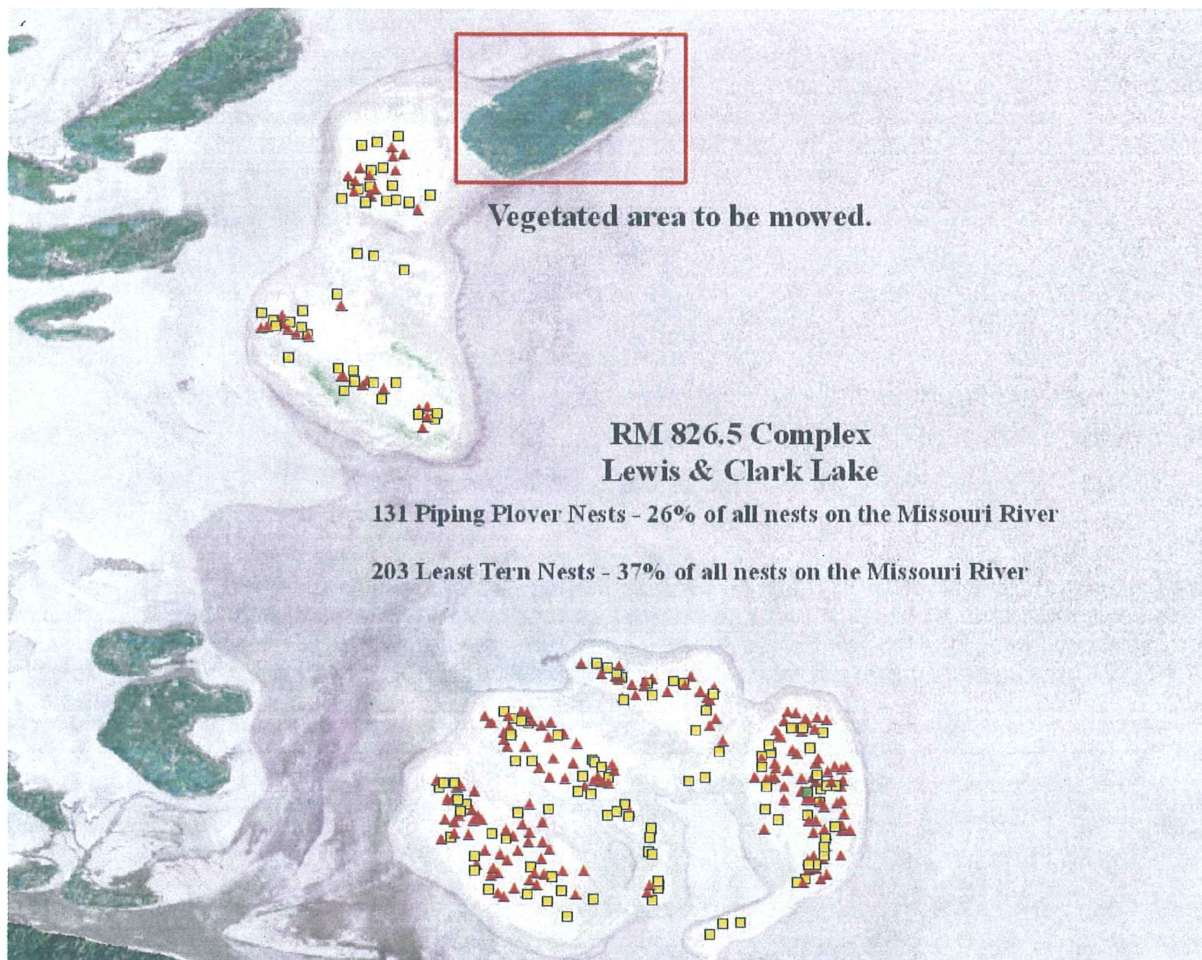 Vegetated area to be mowed.
RM 826.5 Complex
Lewis & Clark Lake
131 Piping Plover Nests - 26% of all nests on the Missouri River
203 Least Tern Nests - 37% of all nests on the Missouri River